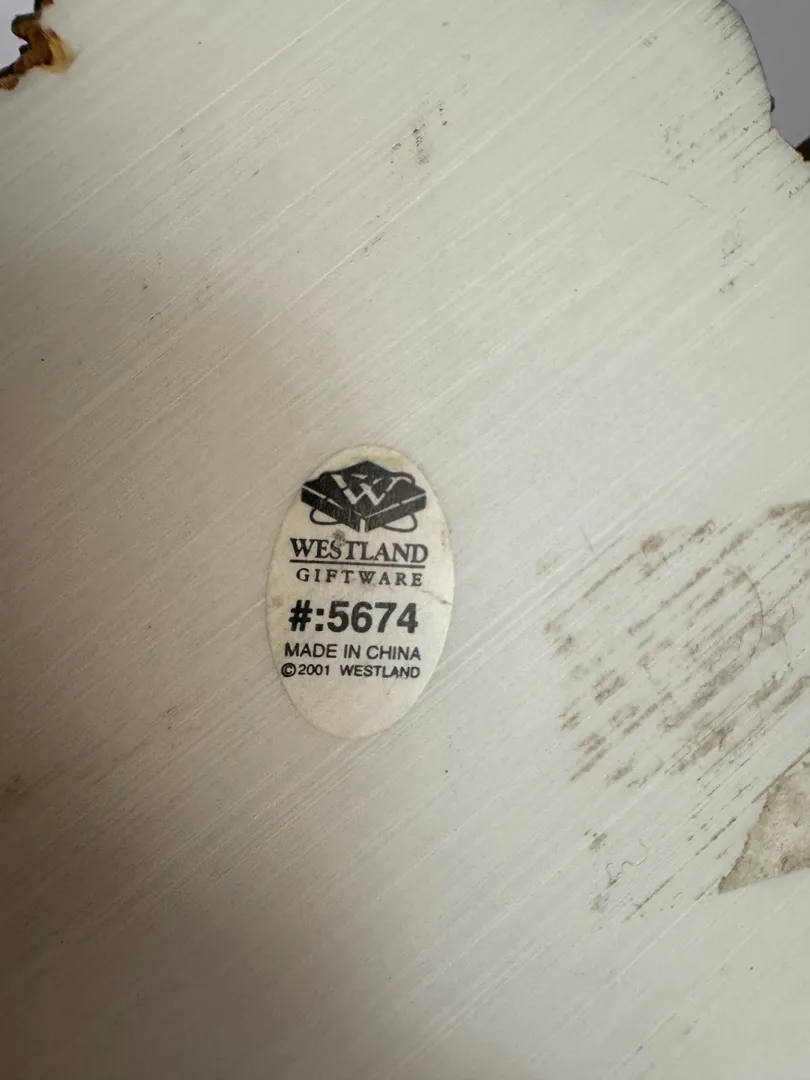 W
WESTLAND
GIFTWARE
#:5674
MADE IN CHINA
©2001 WESTLAND